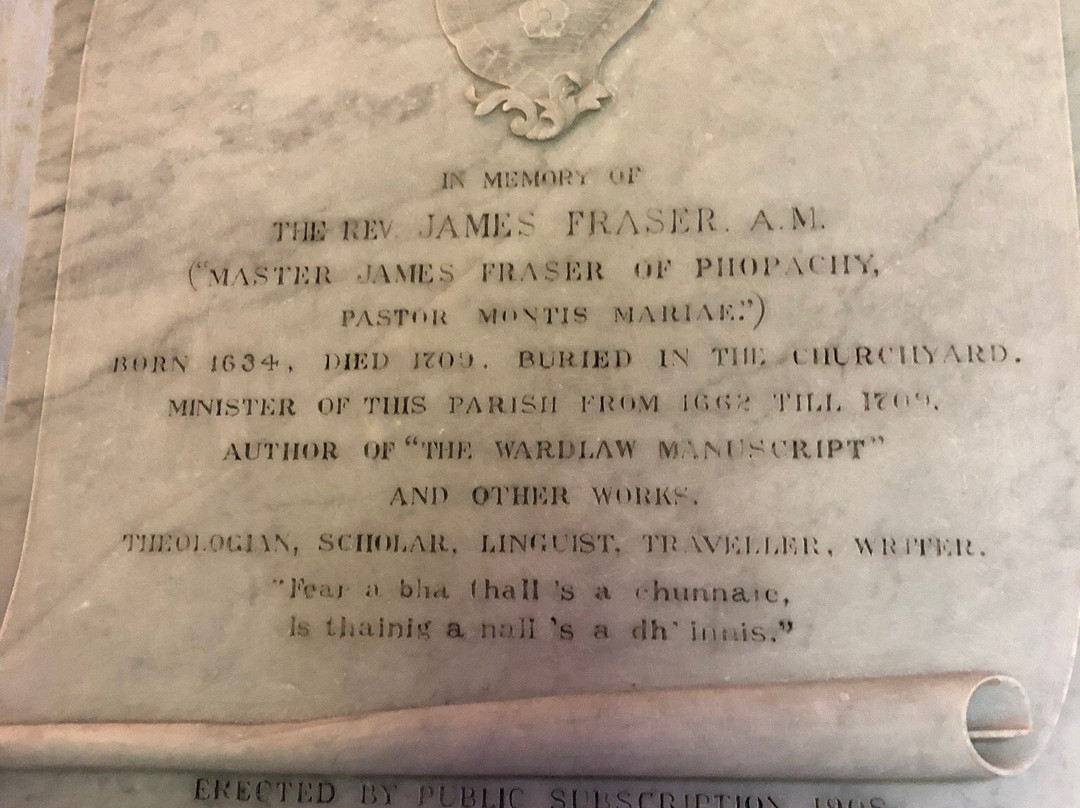 IN MEMORY OF
THE REV. JAMES FRASER. A.M.
("MASTER JAMES FRASER OF PHOPACHY,
PASTOR MONTIS MARIAE.")
BORN 1634, DIED 1709. BURIED IN THE CHURCHYARD.
MINISTER OF THIS PARISH FROM 1662 TILL 1709.
AUTHOR OF "THE WARDLAW MANUSCRIPT"
AND OTHER WORKS.
THEOLOGIAN, SCHOLAR, LINGUIST, TRAVELLER, WRITER.
"Fear a bha thall 's a chunnaic,
Is thainig a nall 's a dh' innis."
ERECTED BY PUBLIC SUBSCRIPTION, 1908